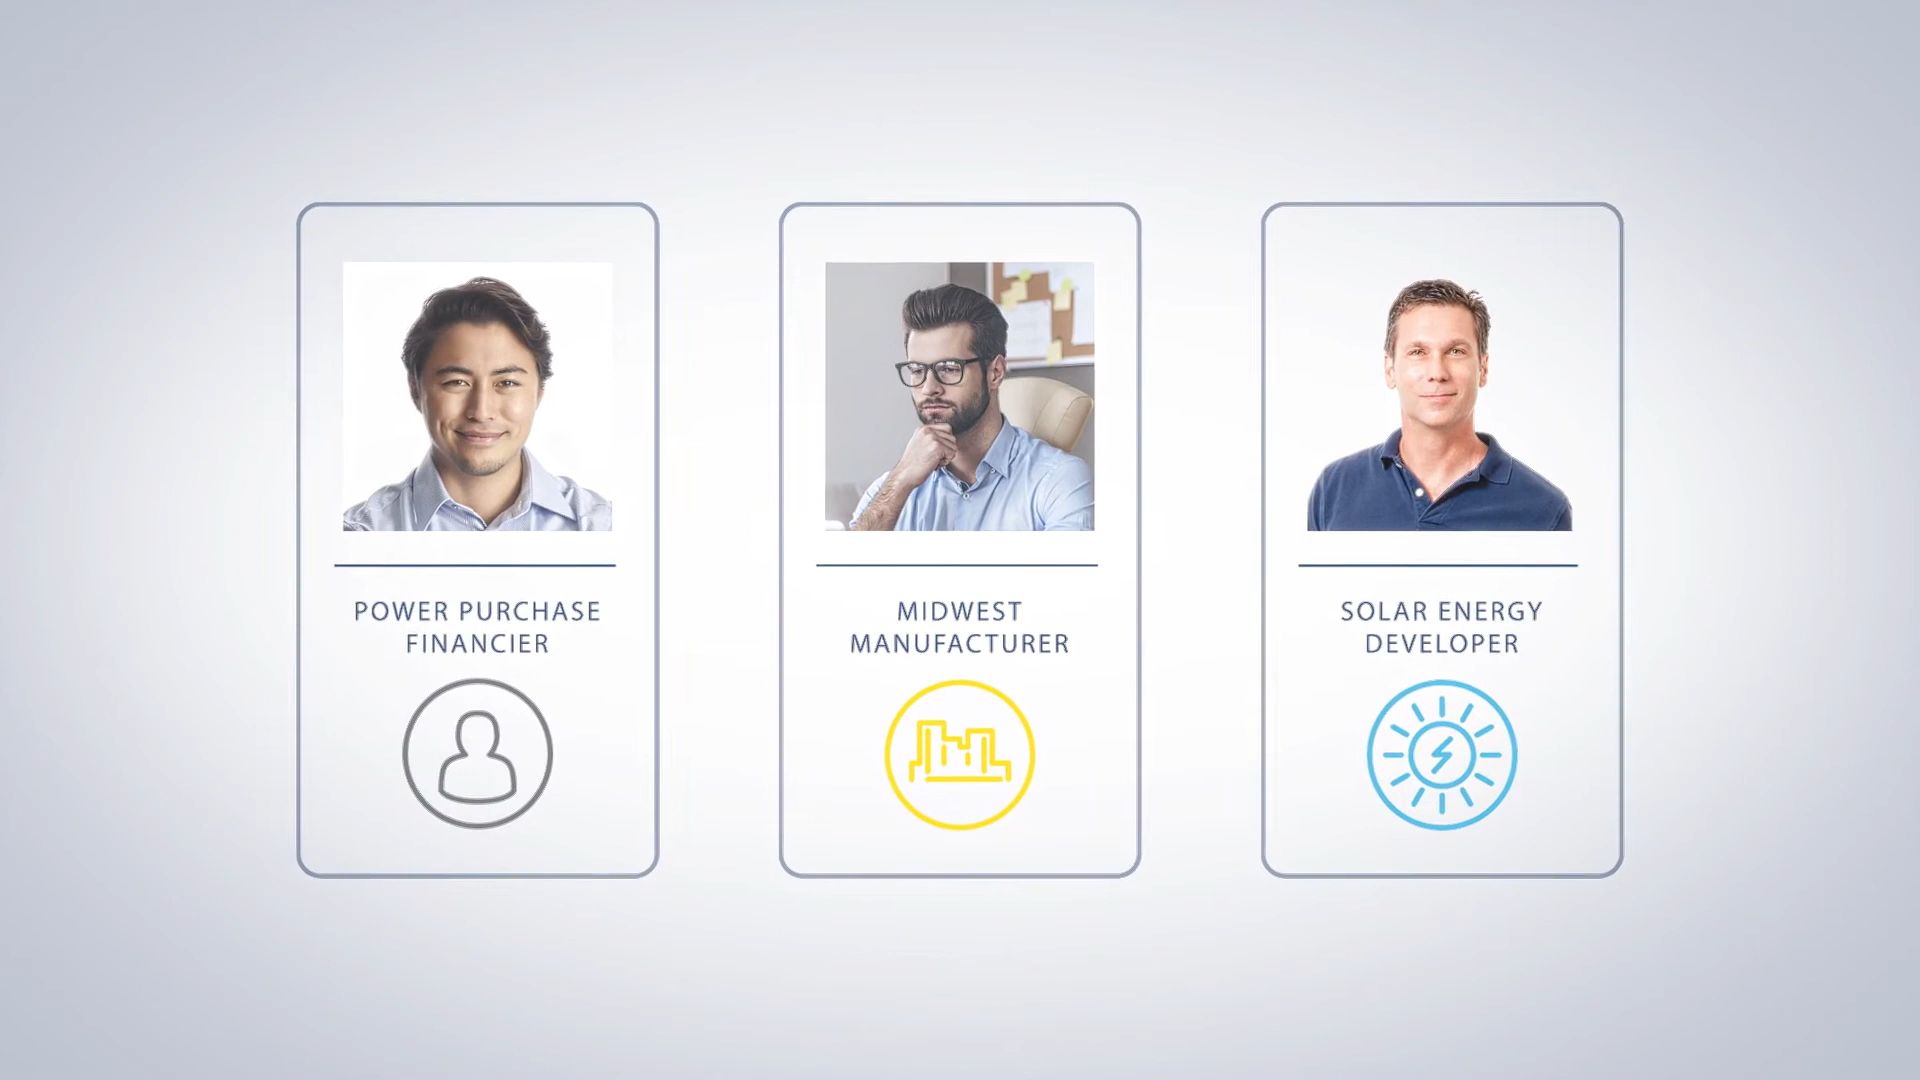 POWER PURCHASE
FINANCIER
MIDWEST
MANUFACTURER
SOLAR ENERGY
DEVELOPER